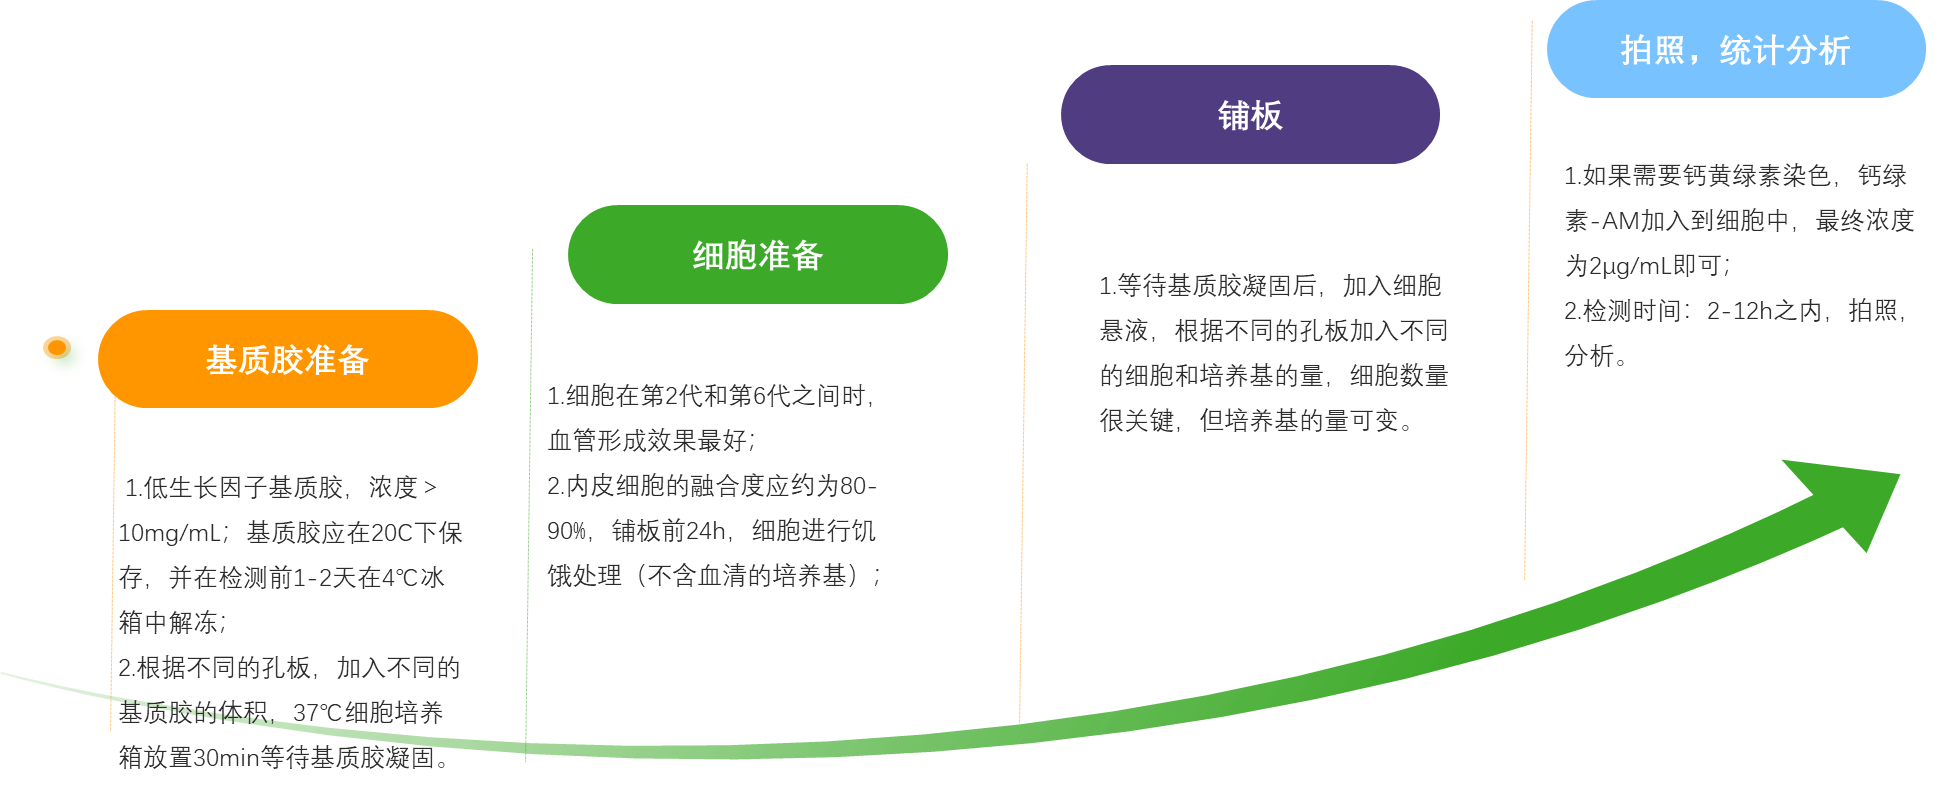 基质胶准备
1.低生长因子基质胶，浓度＞
10mg/mL；基质胶应在20C下保
存，并在检测前1-2天在4℃冰
箱中解冻；
2.根据不同的孔板，加入不同的
基质胶的体积，37℃细胞培养
箱放置30min等待基质胶凝固。
细胞准备
1.细胞在第2代和第6代之间时，
血管形成效果最好；
2.内皮细胞的融合度应约为80-
90%，铺板前24h，细胞进行饥
饿处理（不含血清的培养基）；
铺板
1.等待基质胶凝固后，加入细胞
悬液，根据不同的孔板加入不同
的细胞和培养基的量，细胞数量
很关键，但培养基的量可变。
拍照，统计分析
1.如果需要钙黄绿素染色，钙绿
素-AM加入到细胞中，最终浓度
为2μg/mL即可；
2.检测时间：2-12h之内，拍照，
分析。